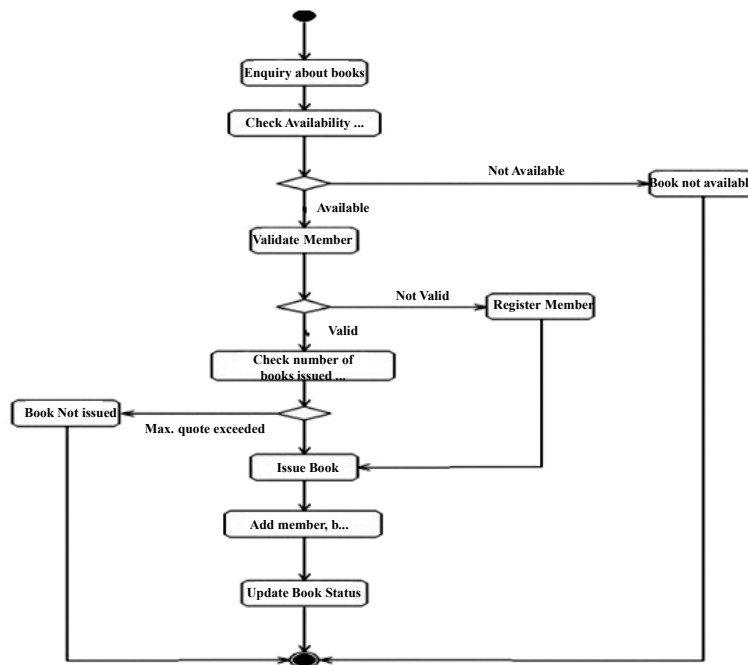 Enquiry about books
Check Availability ...
Not Available
Book not availabl
Available
Validate Member
Not Valid
Register Member
Valid
Check number of
books issued ...
Book Not issued
Max. quote exceeded
Issue Book
Add member, b...
Update Book Status